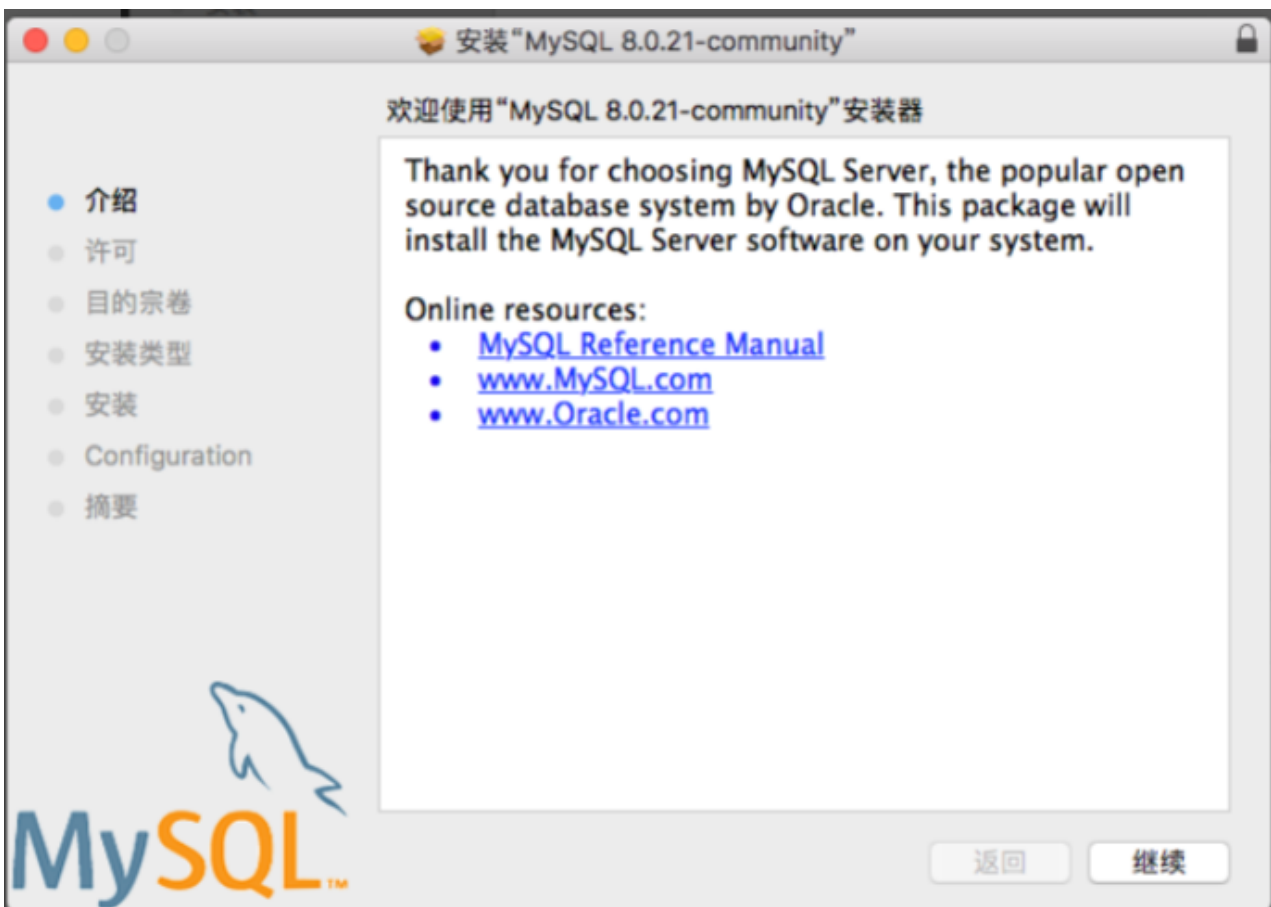 安装“MySQL 8.0.21-community”
欢迎使用“MySQL 8.0.21-community”安装器
介绍
许可
目的宗卷
安装类型
安装
Configuration
摘要
Thank you for choosing MySQL Server, the popular open
source database system by Oracle. This package will
install the MySQL Server software on your system.
Online resources:
• MySQL Reference Manual
• www.MySQL.com
• www.Oracle.com
MySQL™
返回
继续